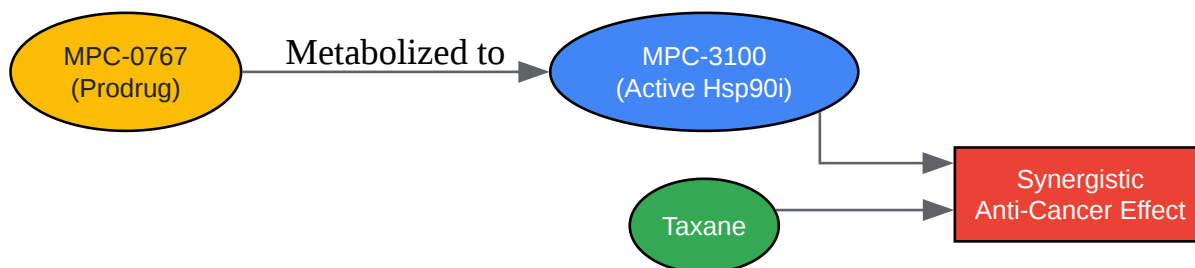 MPC-0767
(Prodrug)
Metabolized to
MPC-3100
(Active Hsp90i)
Taxane
Synergistic
Anti-Cancer Effect